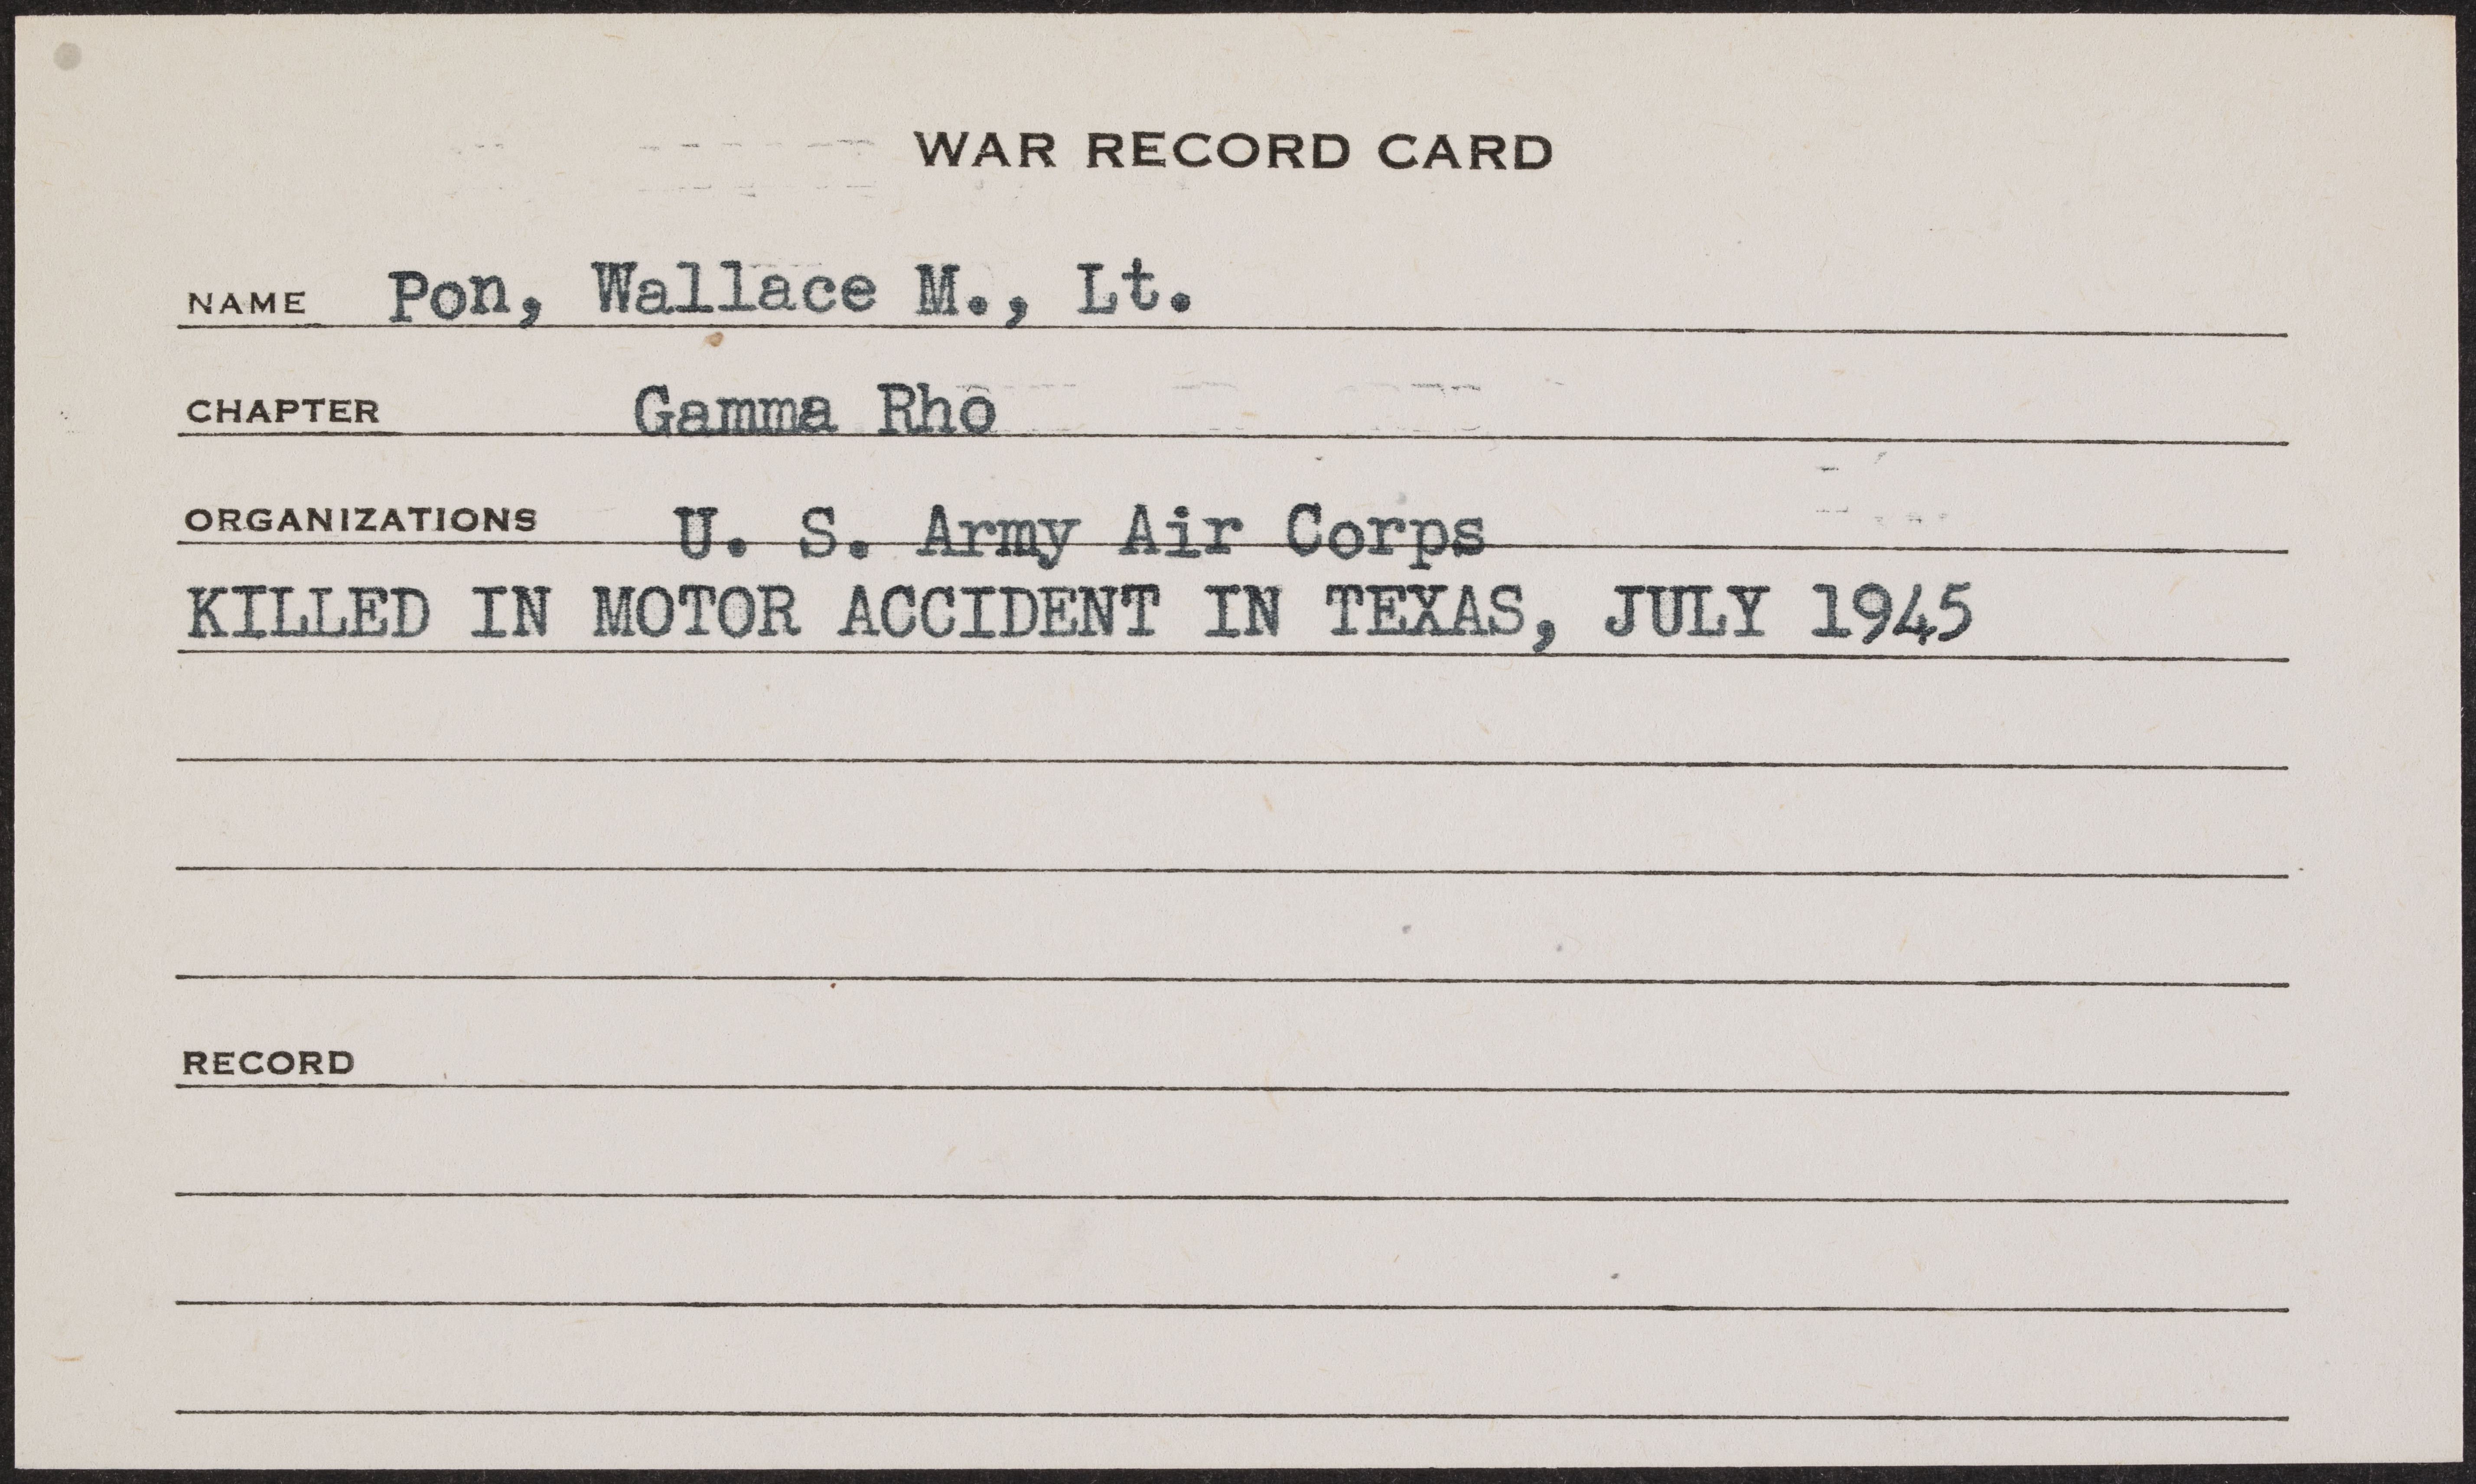 WAR RECORD CARD
NAME Pon, Wallace M., Lt.
CHAPTER Gamma Rho
ORGANIZATIONS U. S. Army Air Corps
KILLED IN MOTOR ACCIDENT IN TEXAS, JULY 1945
RECORD